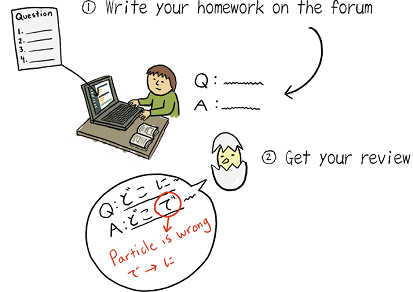 ① Write your homework on the forum
Question
1.
2.
3.
4.
Q:
A:
② Get your review
Q:どこ に
A:どこ で
Particle is wrong
で → に